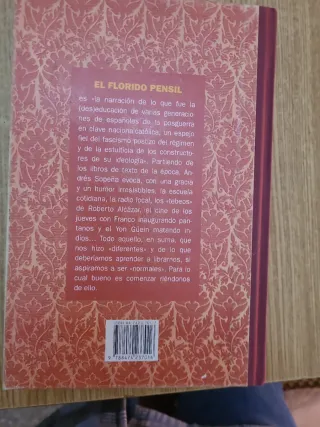 EL FLORIDO PENSIL
es «la narración de lo que fue la
(des)educación de varias generacio-
nes de españoles de la posguerra
en clave nacionalcatólica, un espejo
del fascismo poético del régimen
y de la estulticia de los constructo-
res de su ideología». Partiendo de
los libros de texto de la época, An-
drés Sopeña evoca, con una gracia
y un humor irresistibles, la escuela
cotidiana, la radio local, los «tebeos»
de Roberto Alcázar, el cine de los
jueves con Franco inaugurando pan-
tanos y el Yon Güein matando in-
dios... Todo aquello, en suma, que
nos hizo «diferentes» y de lo que
deberíamos aprender a librarnos, si
aspiramos a ser «normales». Para lo
cual bueno es comenzar riéndonos
de ello.